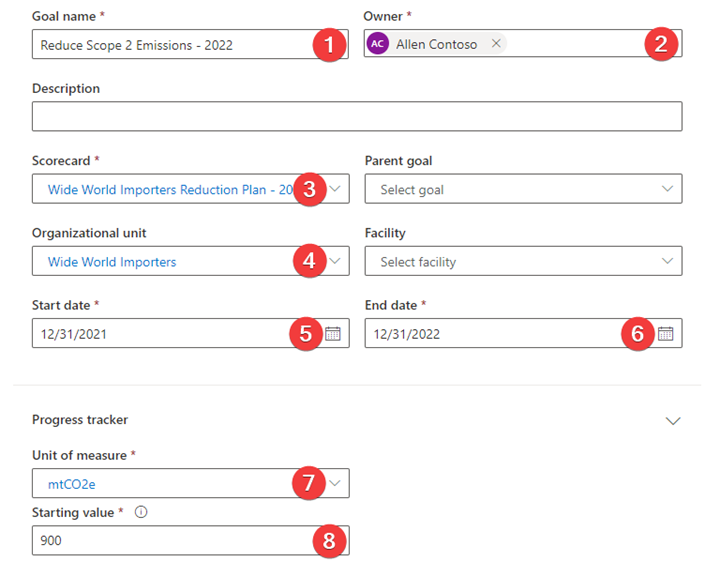 Goal name * Owner *
Reduce Scope 2 Emissions - 2022 1 AC Allen Contoso × 2
Description
Scorecard * Parent goal
Wide World Importers Reduction Plan - 20 3 Select goal
Organizational unit Facility
Wide World Importers 4 Select facility
Start date * End date *
12/31/2021 5 12/31/2022 6
Progress tracker
Unit of measure *
mtCO2e 7
Starting value *
900 8